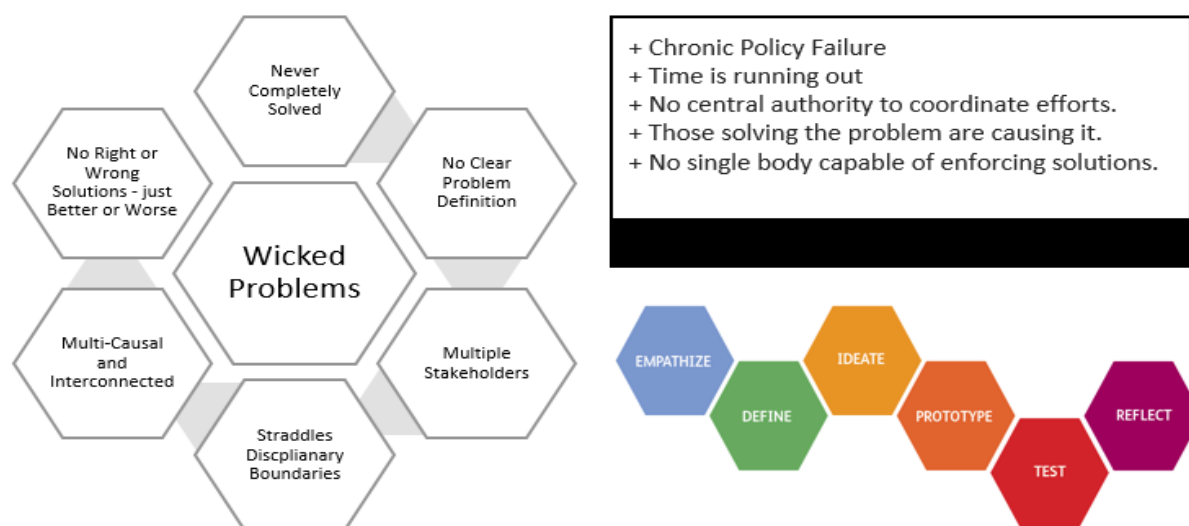 Never
Completely
Solved
No Clear
Problem
Definition
Multiple
Stakeholders
Straddles
Discplianary
Boundaries
Multi-Causal
and
Interconnected
No Right or
Wrong
Solutions - just
Better or Worse
Wicked
Problems
+ Chronic Policy Failure
+ Time is running out
+ No central authority to coordinate efforts.
+ Those solving the problem are causing it.
+ No single body capable of enforcing solutions.
EMPATHIZE
DEFINE
IDEATE
PROTOTYPE
TEST
REFLECT